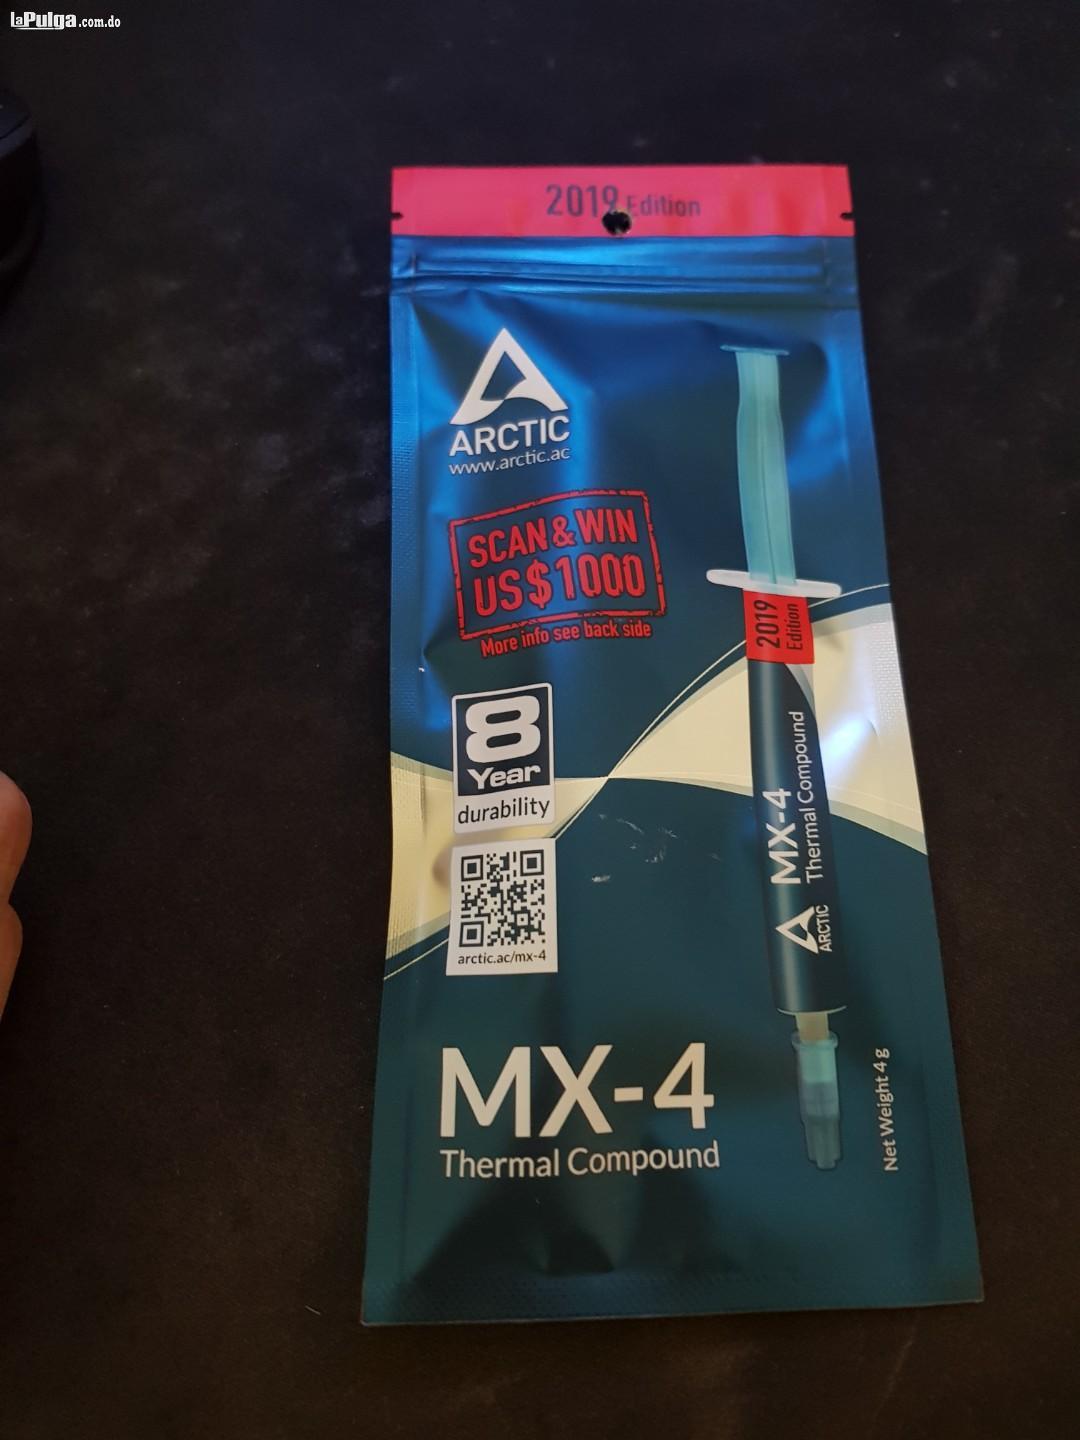 laPulga.com.do
2019 Edition
ARCTIC
www.arctic.ac
SCAN & WIN
US$1000
More info see back side
8
Year
durability
arctic.ac/mx-4
MX-4
Thermal Compound
2019
Edition
MX-4
Thermal Compound
ARCTIC
Net Weight 4 g